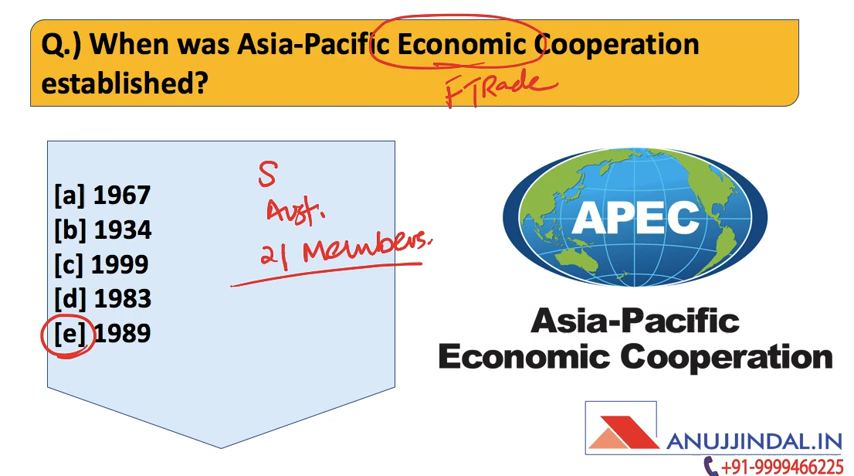 Q.) When was Asia-Pacific Economic Cooperation
established?
F Trade
[a] 1967
[b] 1934
[c] 1999
[d] 1983
[e] 1989
S
Aust.
21 Members.
APEC
Asia-Pacific
Economic Cooperation
ANUJJINDAL.IN
+91-9999466225